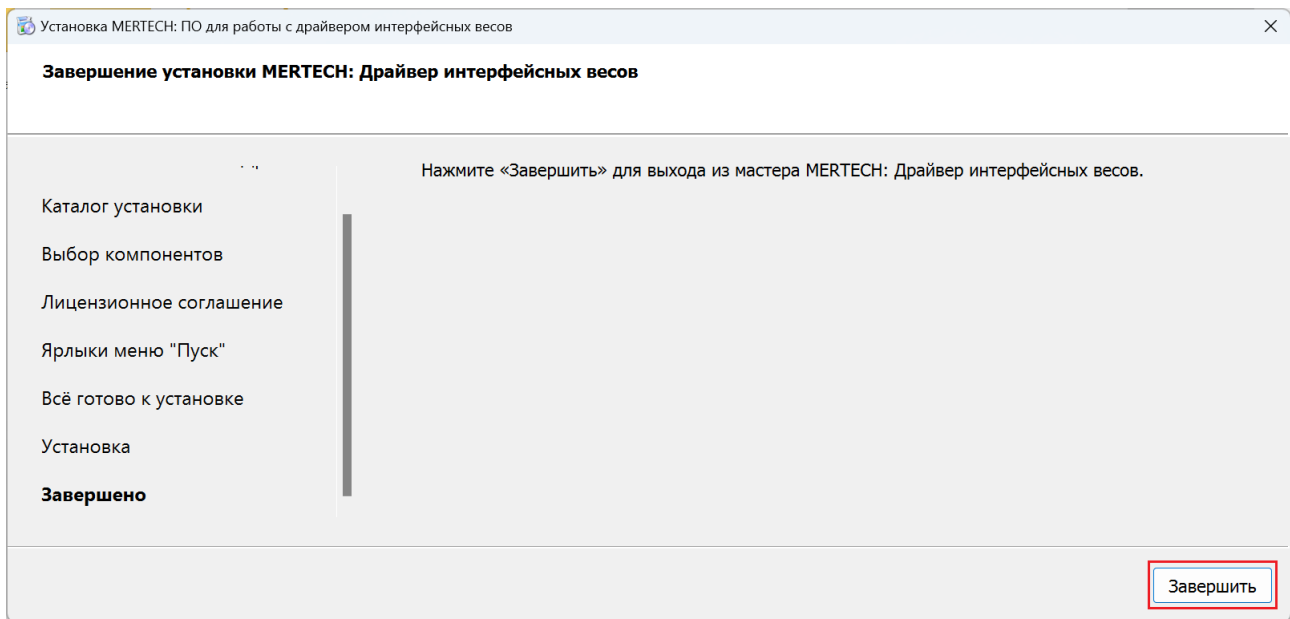 Установка MERTECH: ПО для работы с драйвером интерфейсных весов
Завершение установки MERTECH: Драйвер интерфейсных весов
Нажмите «Завершить» для выхода из мастера MERTECH: Драйвер интерфейсных весов.
Каталог установки
Выбор компонентов
Лицензионное соглашение
Ярлыки меню "Пуск"
Всё готово к установке
Установка
Завершено
Завершить